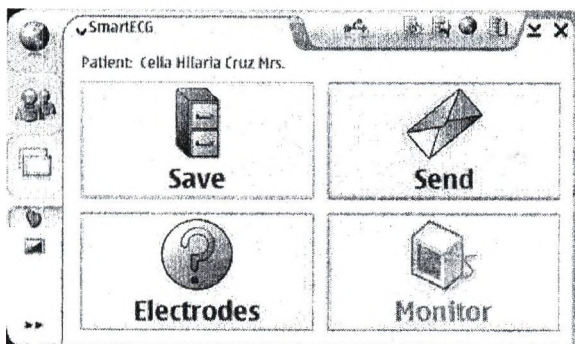 SmartECG
Patient: Celia Hilaria Cruz Mrs.
Save
Send
Electrodes
Monitor